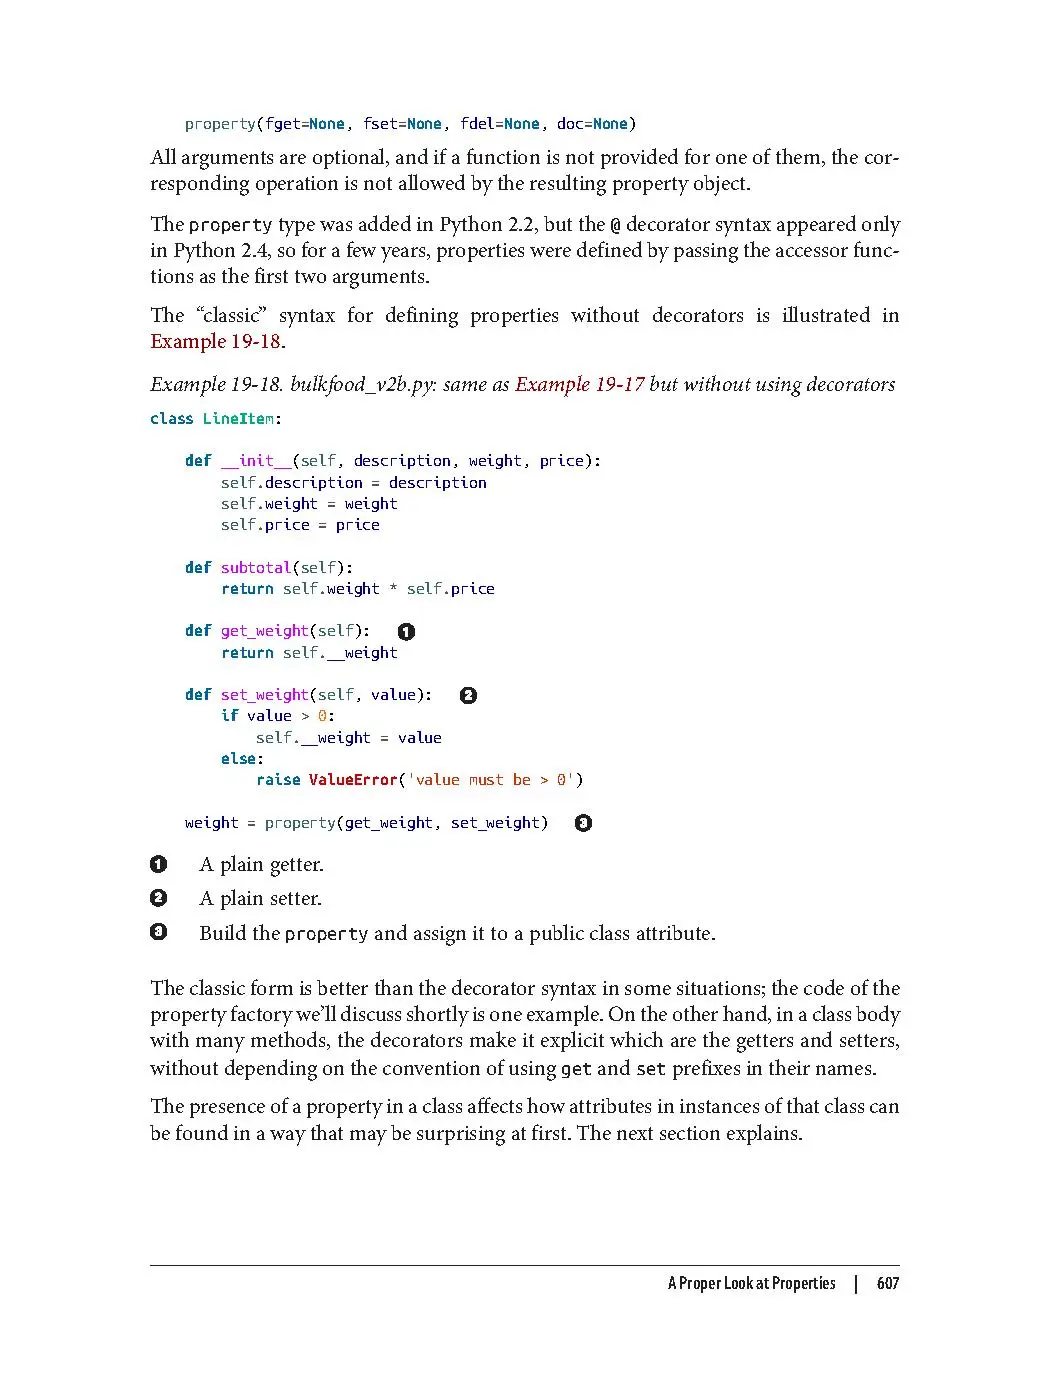 property(fget=None, fset=None, fdel=None, doc=None)
All arguments are optional, and if a function is not provided for one of them, the cor-
responding operation is not allowed by the resulting property object.
The property type was added in Python 2.2, but the @ decorator syntax appeared only
in Python 2.4, so for a few years, properties were defined by passing the accessor func-
tions as the first two arguments.
The “classic” syntax for defining properties without decorators is illustrated in
Example 19-18.
Example 19-18. bulkfood_v2b.py: same as Example 19-17 but without using decorators
class LineItem:
    def __init__(self, description, weight, price):
        self.description = description
        self.weight = weight
        self.price = price
    def subtotal(self):
        return self.weight * self.price
    def get_weight(self): ❶
        return self.__weight
    def set_weight(self, value): ❷
        if value > 0:
            self.__weight = value
        else:
            raise ValueError('value must be > 0')
    weight = property(get_weight, set_weight) ❸
❶ A plain getter.
❷ A plain setter.
❸ Build the property and assign it to a public class attribute.
The classic form is better than the decorator syntax in some situations; the code of the
property factory we’ll discuss shortly is one example. On the other hand, in a class body
with many methods, the decorators make it explicit which are the getters and setters,
without depending on the convention of using get and set prefixes in their names.
The presence of a property in a class affects how attributes in instances of that class can
be found in a way that may be surprising at first. The next section explains.
A Proper Look at Properties | 607